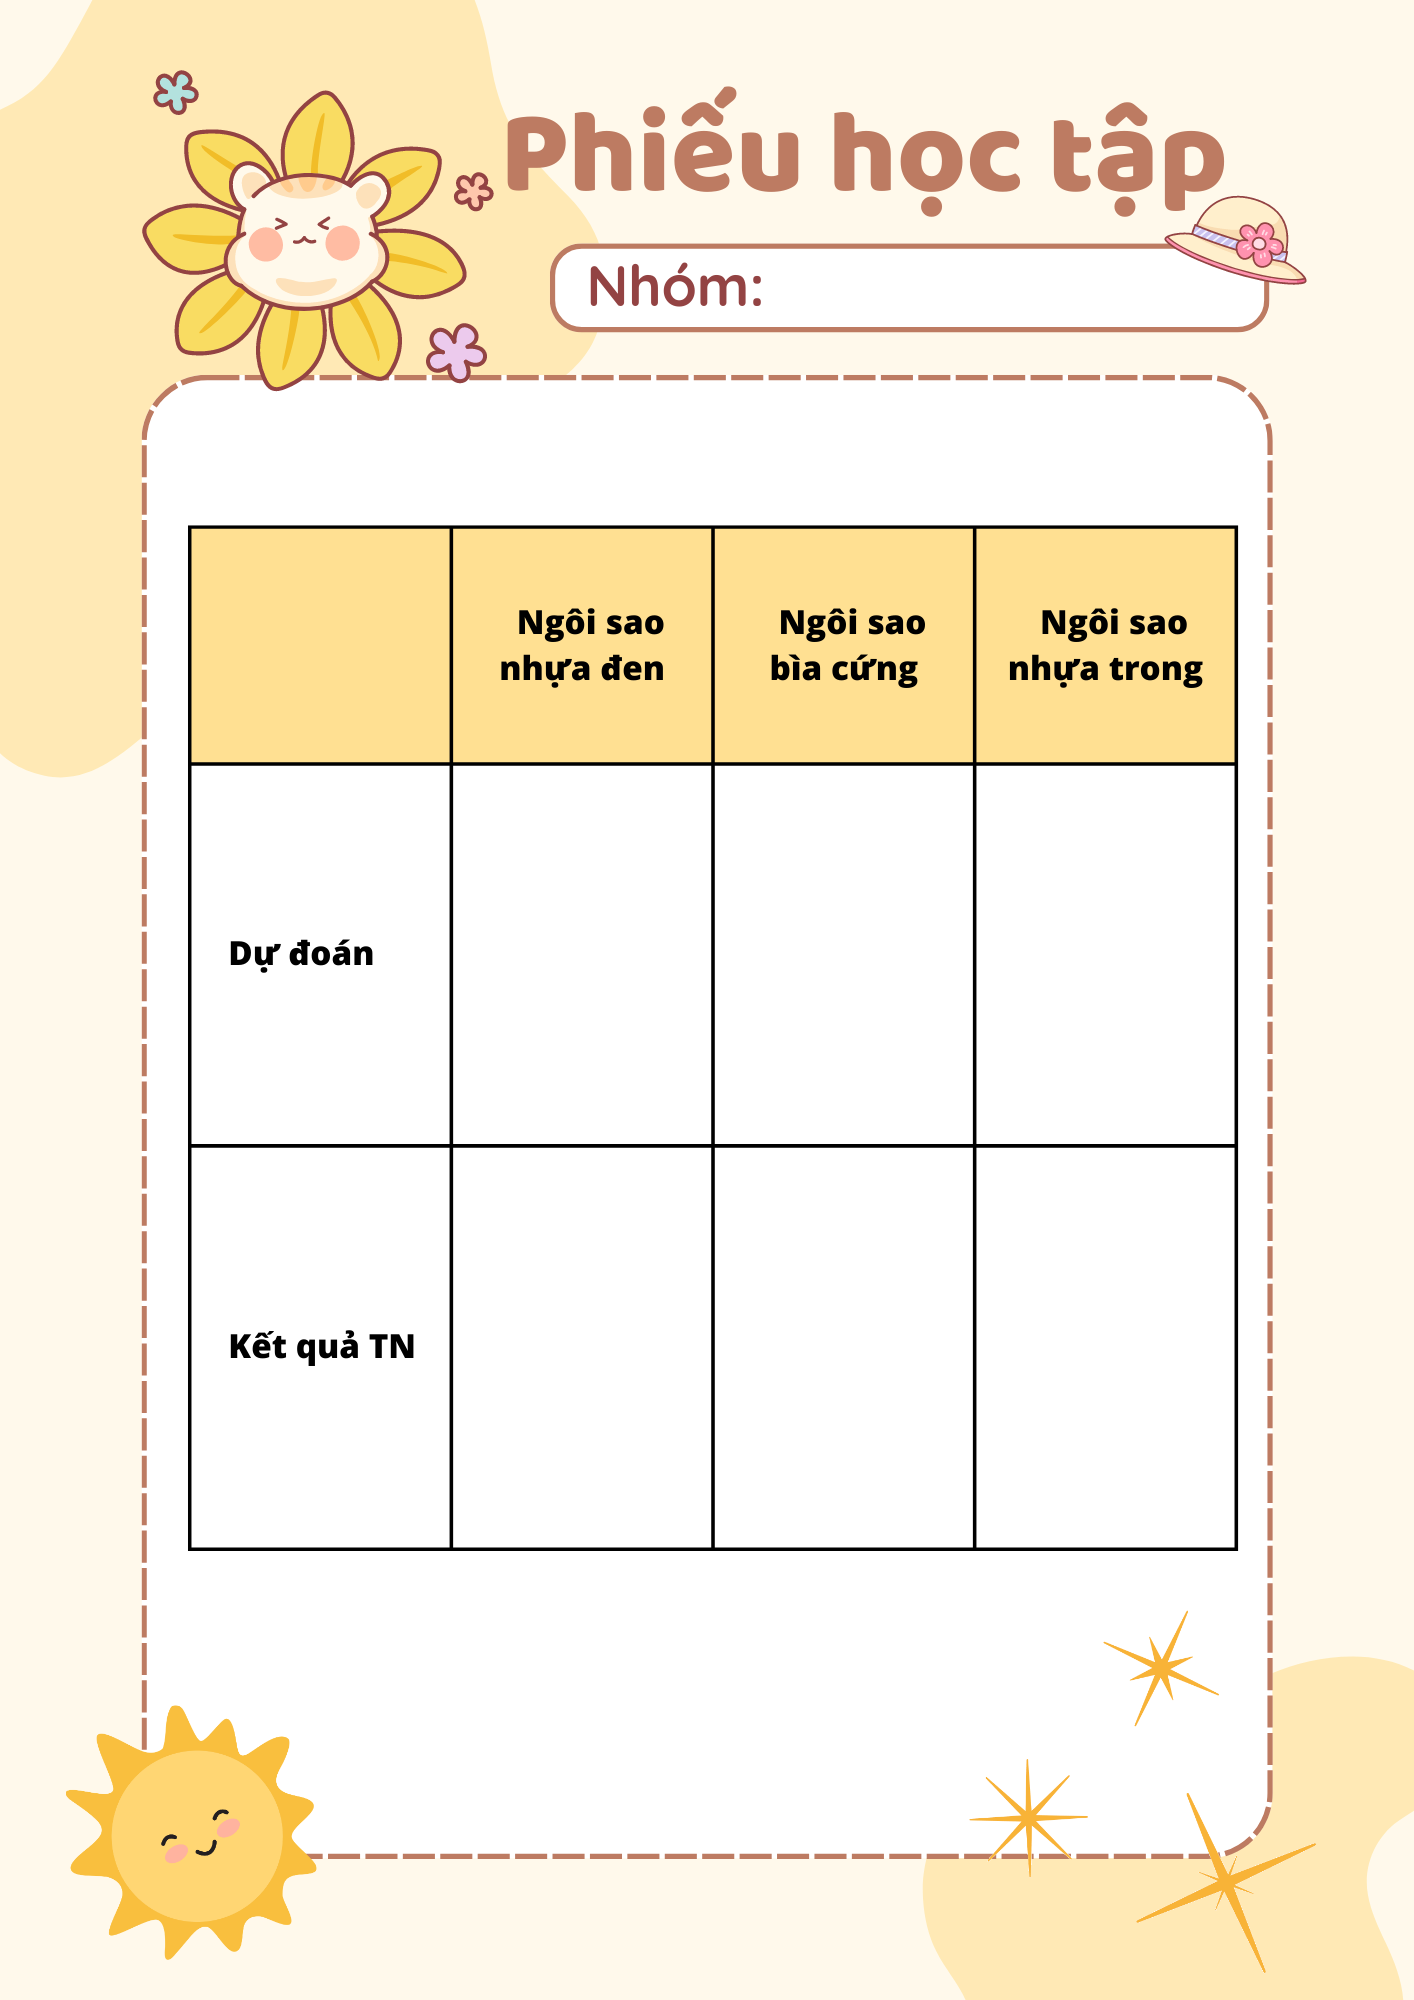 Phiếu học tập
Nhóm:
Ngôi sao
nhựa đen
Ngôi sao
bìa cứng
Ngôi sao
nhựa trong
Dự đoán
Kết quả TN